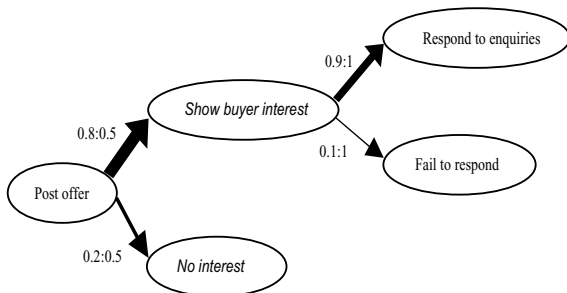 Respond to enquiries
0.9:1
Show buyer interest
0.8:0.5
0.1:1
Fail to respond
Post offer
0.2:0.5
No interest